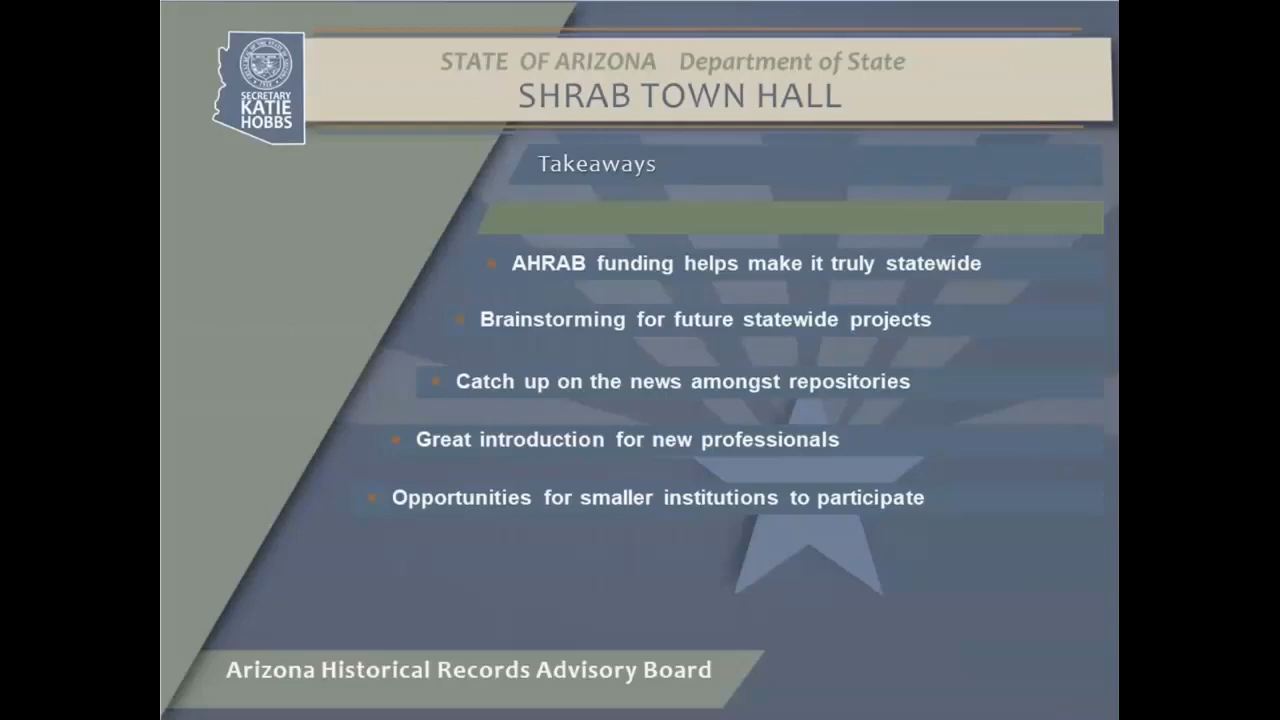 STATE OF ARIZONA Department of State
SHRAB TOWN HALL
SECRETARY
KATIE
HOBBS
Takeaways
AHRAB funding helps make it truly statewide
Brainstorming for future statewide projects
Catch up on the news amongst repositories
Great introduction for new professionals
Opportunities for smaller institutions to participate
Arizona Historical Records Advisory Board